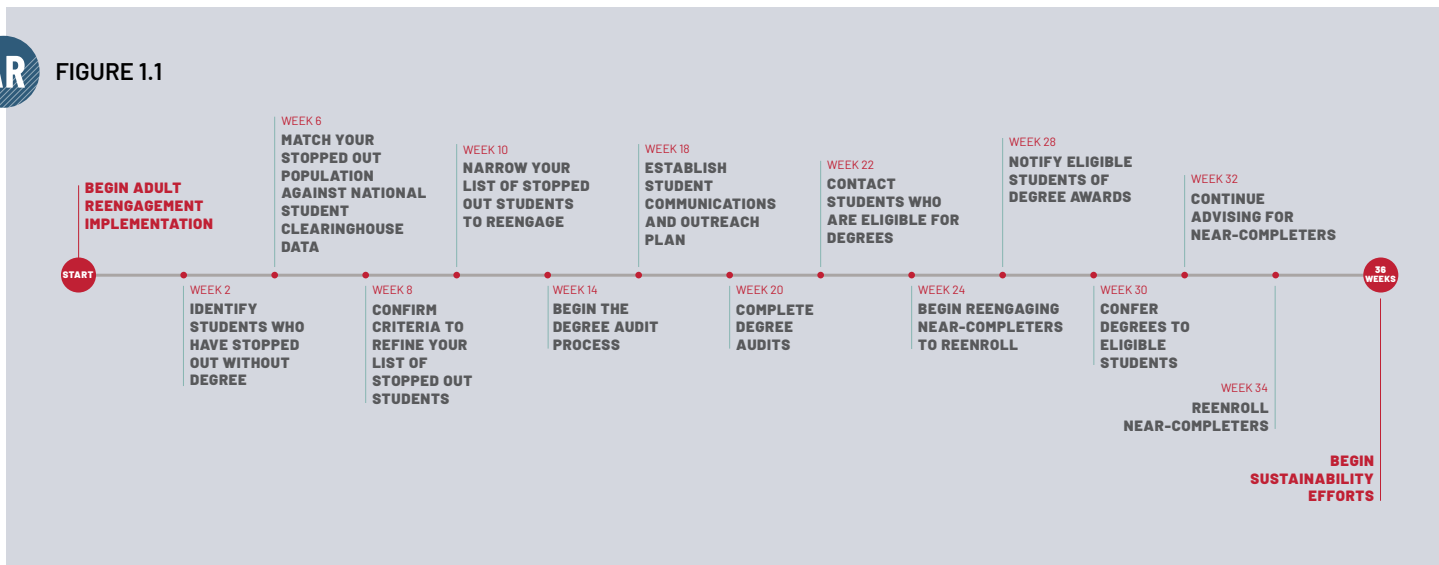 AR
FIGURE 1.1
BEGIN ADULT
REENGAGEMENT
IMPLEMENTATION
START
WEEK 2
IDENTIFY
STUDENTS WHO
HAVE STOPPED
OUT WITHOUT
DEGREE
WEEK 6
MATCH YOUR
STOPPED OUT
POPULATION
AGAINST NATIONAL
STUDENT
CLEARINGHOUSE
DATA
WEEK 8
CONFIRM
CRITERIA TO
REFINE YOUR
LIST OF
STOPPED OUT
STUDENTS
WEEK 10
NARROW YOUR
LIST OF STOPPED
OUT STUDENTS
TO REENGAGE
WEEK 14
BEGIN THE
DEGREE AUDIT
PROCESS
WEEK 18
ESTABLISH
STUDENT
COMMUNICATIONS
AND OUTREACH
PLAN
WEEK 20
COMPLETE
DEGREE
AUDITS
WEEK 22
CONTACT
STUDENTS WHO
ARE ELIGIBLE FOR
DEGREES
WEEK 24
BEGIN REENGAGING
NEAR-COMPLETERS
TO REENROLL
WEEK 28
NOTIFY ELIGIBLE
STUDENTS OF
DEGREE AWARDS
WEEK 30
CONFER
DEGREES TO
ELIGIBLE
STUDENTS
WEEK 32
CONTINUE
ADVISING FOR
NEAR-COMPLETERS
WEEK 34
REENROLL
NEAR-COMPLETERS
36
WEEKS
BEGIN
SUSTAINABILITY
EFFORTS